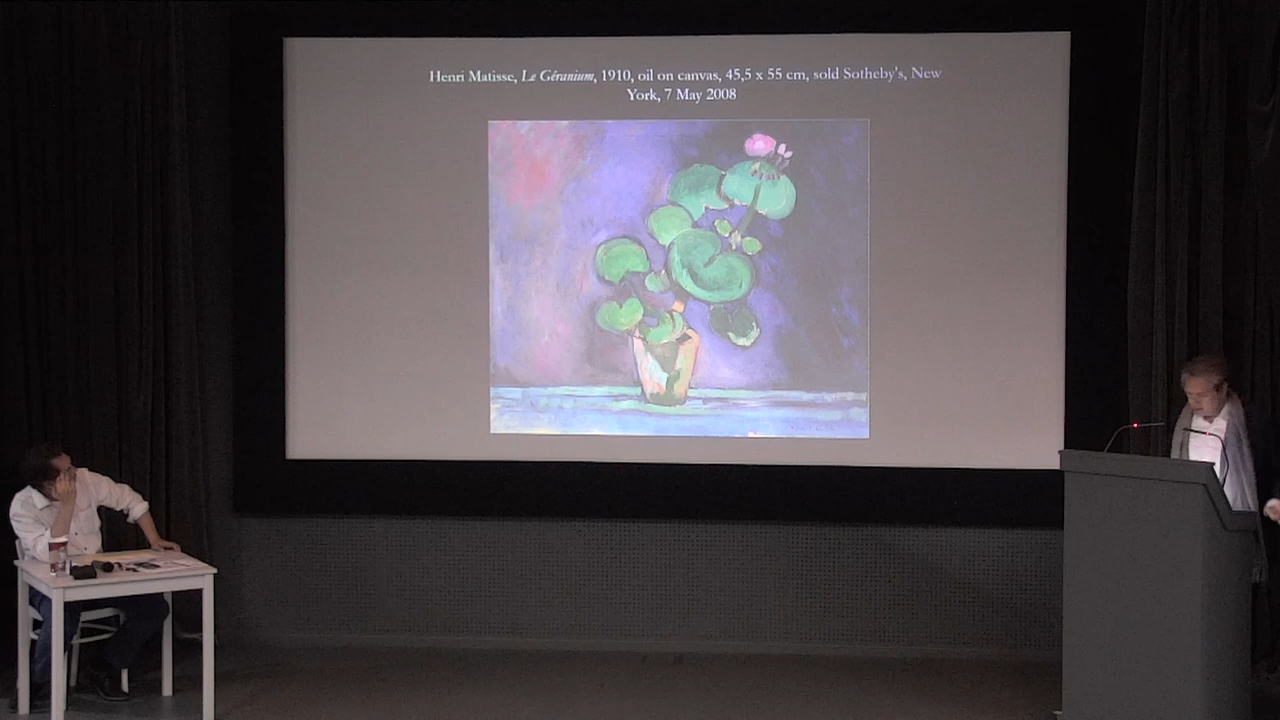 Henri Matisse, Le Géranium, 1910, oil on canvas, 45,5 x 55 cm, sold Sotheby's, New
York, 7 May 2008